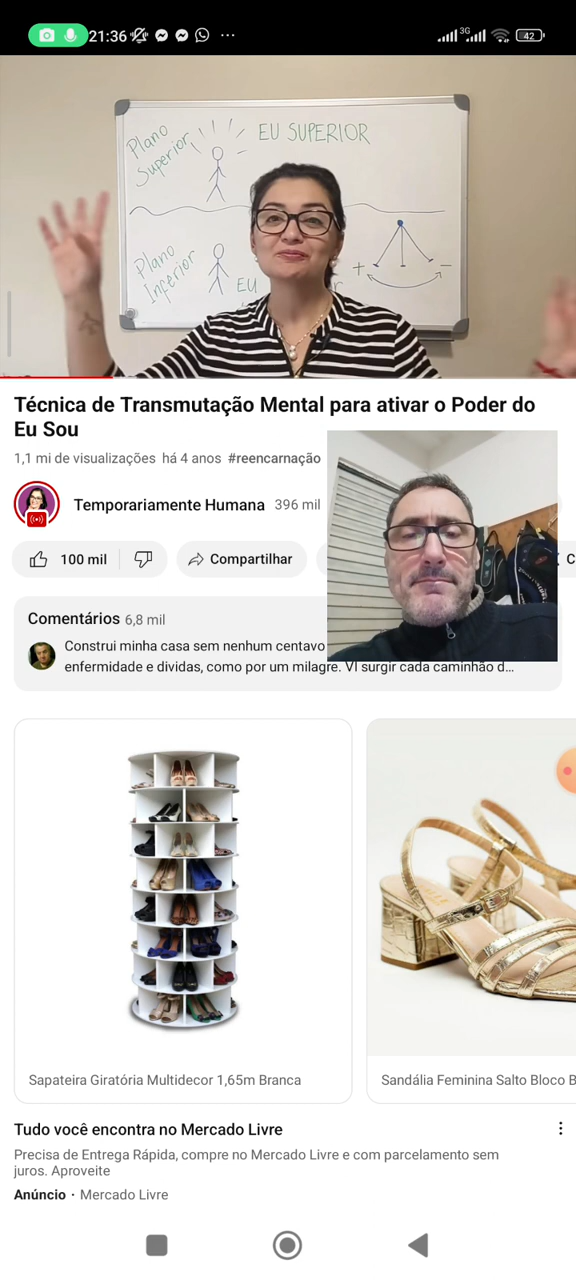 21:36
3G
42
Plano
Superior
EU SUPERIOR
Plano
Inferior
EU
r
+
−
Técnica de Transmutação Mental para ativar o Poder do
Eu Sou
1,1 mi de visualizações há 4 anos #reencarnação
Temporariamente Humana 396 mil
100 mil
Compartilhar
C
Comentários 6,8 mil
Construi minha casa sem nenhum centavo
enfermidade e dividas, como por um milagre. VI surgir cada caminhão d...
Sapateira Giratória Multidecor 1,65m Branca
Sandália Feminina Salto Bloco B
Tudo você encontra no Mercado Livre
Precisa de Entrega Rápida, compre no Mercado Livre e com parcelamento sem
juros. Aproveite
Anúncio · Mercado Livre